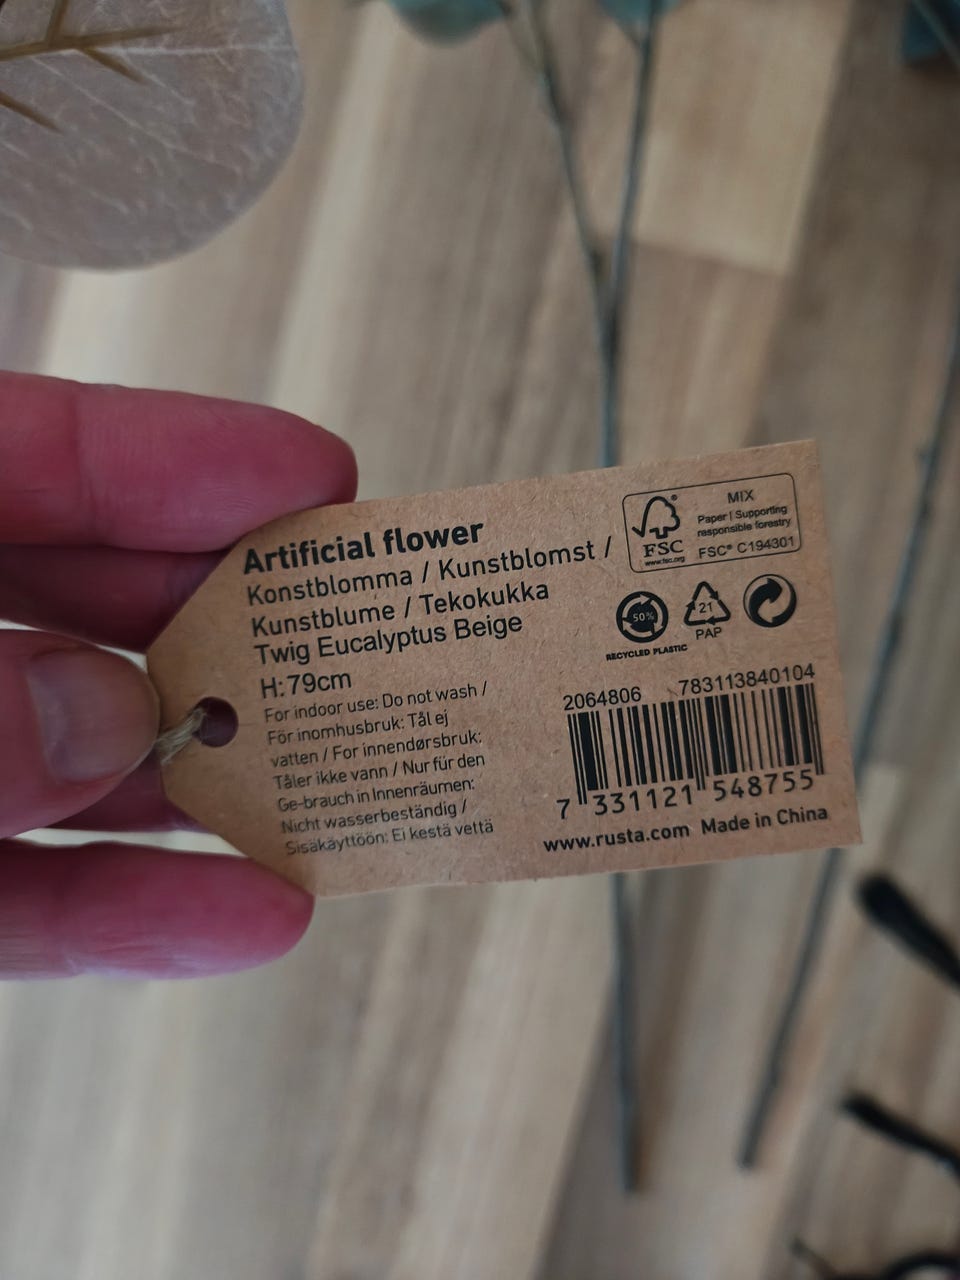 Artificial flower
Konstblomma / Kunstblomst /
Kunstblume / Tekokukka
Twig Eucalyptus Beige
H:79cm
For indoor use: Do not wash /
För inomhusbruk: Tål ej
vatten / For innendørsbruk:
Tåler ikke vann / Nur für den
Ge-brauch in Innenräumen:
Nicht wasserbeständig /
Sisäkäyttöön: Ei kestä vettä
FSC
www.fsc.org
MIX
Paper | Supporting
responsible forestry
FSC® C194301
50%
RECYCLED PLASTIC
21
PAP
2064806 783113840104
7 331121 548755
www.rusta.com Made in China